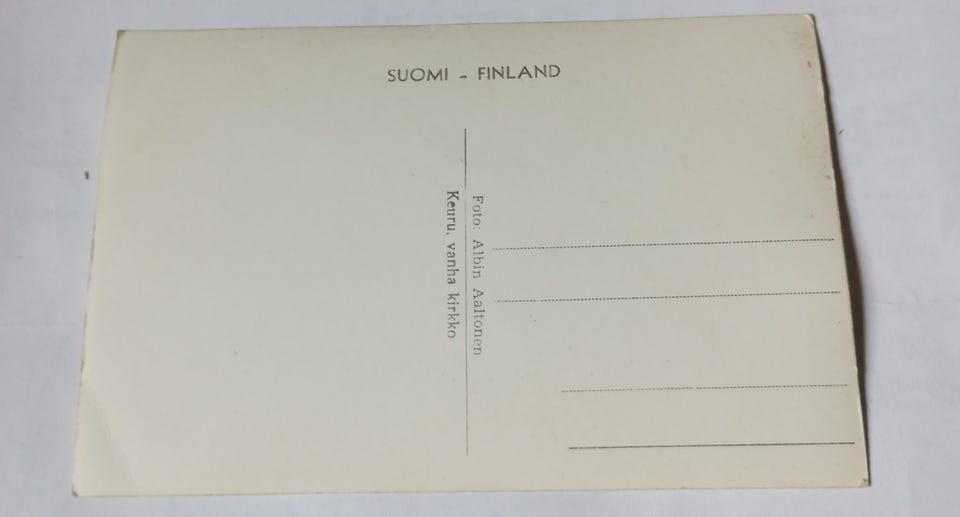 SUOMI - FINLAND
Foto: Albin Aaltonen
Keuru, vanha kirkko